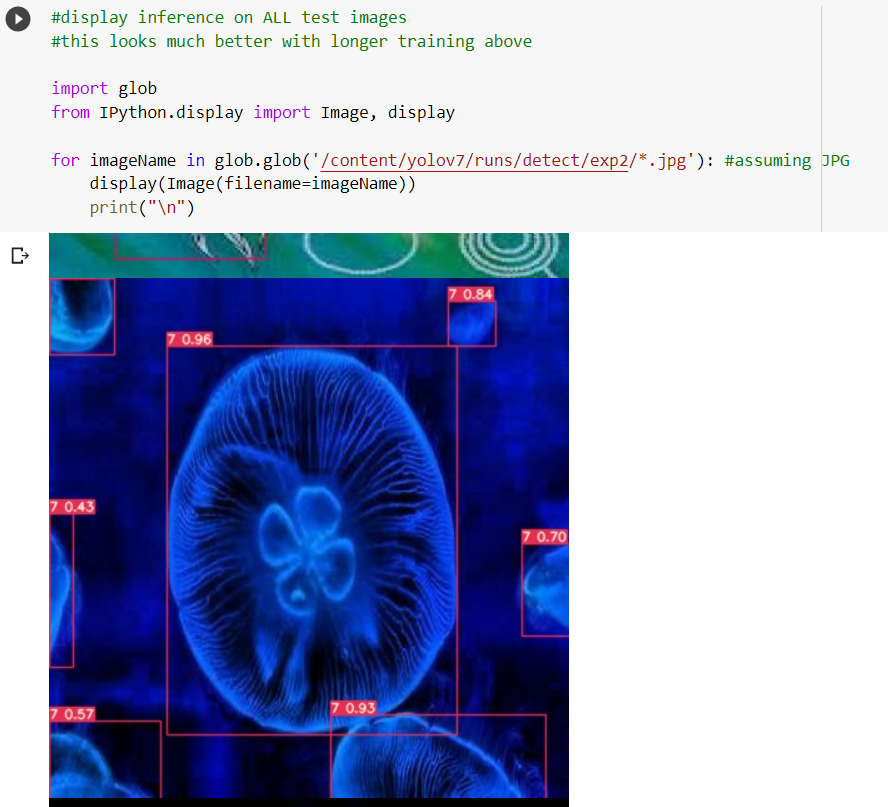 #display inference on ALL test images
#this looks much better with longer training above
import glob
from IPython.display import Image, display
for imageName in glob.glob('/content/yolov7/runs/detect/exp2/*.jpg'): #assuming JPG
    display(Image(filename=imageName))
    print("\n")
7 0.84
7 0.96
7 0.43
7 0.70
7 0.57
7 0.93